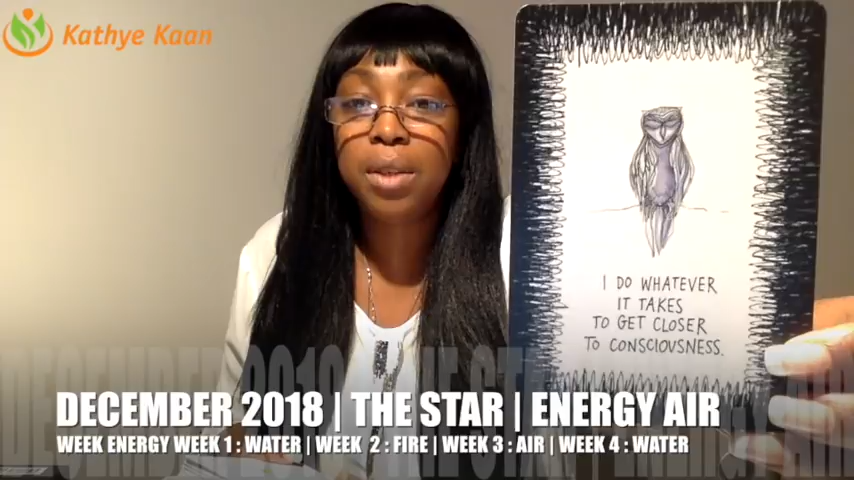 Kathye Kaan
I DO WHATEVER
IT TAKES
TO GET CLOSER
TO CONSCIOUSNESS.
DECEMBER 2018 | THE STAR | ENERGY AIR
WEEK ENERGY WEEK 1 : WATER | WEEK 2 : FIRE | WEEK 3 : AIR | WEEK 4 : WATER